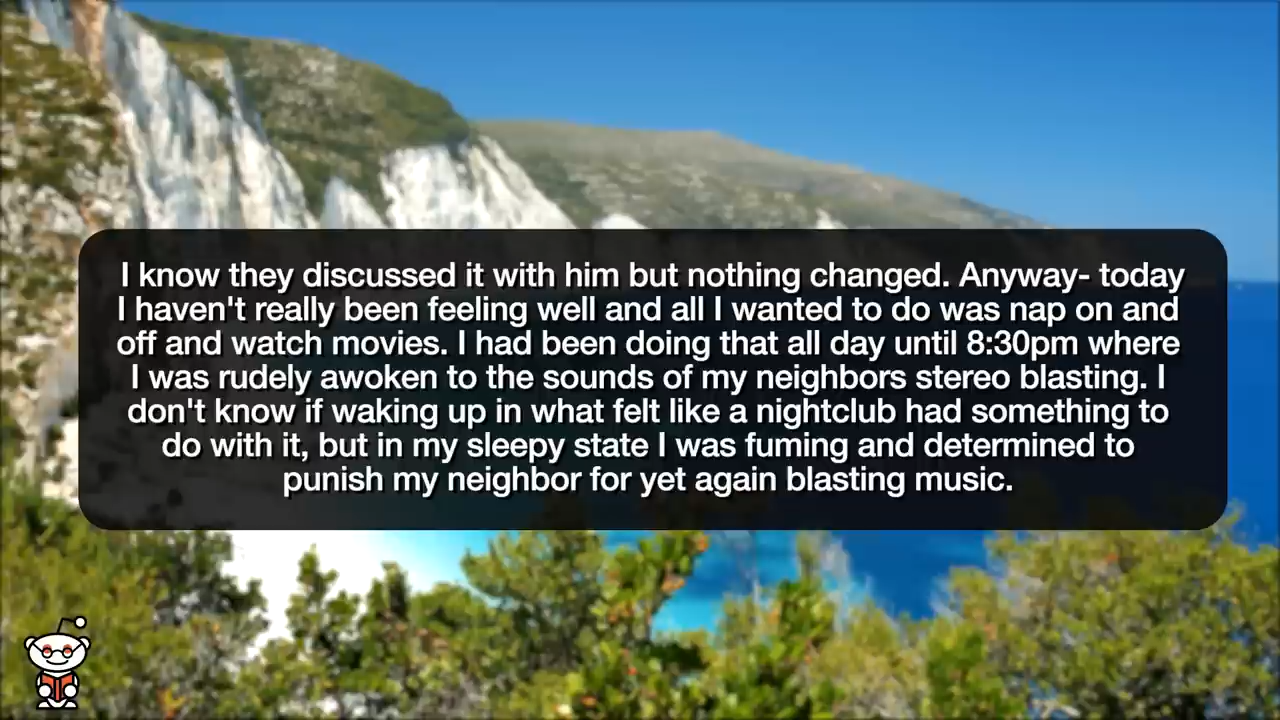 I know they discussed it with him but nothing changed. Anyway- today
I haven't really been feeling well and all I wanted to do was nap on and
off and watch movies. I had been doing that all day until 8:30pm where
I was rudely awoken to the sounds of my neighbors stereo blasting. I
don't know if waking up in what felt like a nightclub had something to
do with it, but in my sleepy state I was fuming and determined to
punish my neighbor for yet again blasting music.